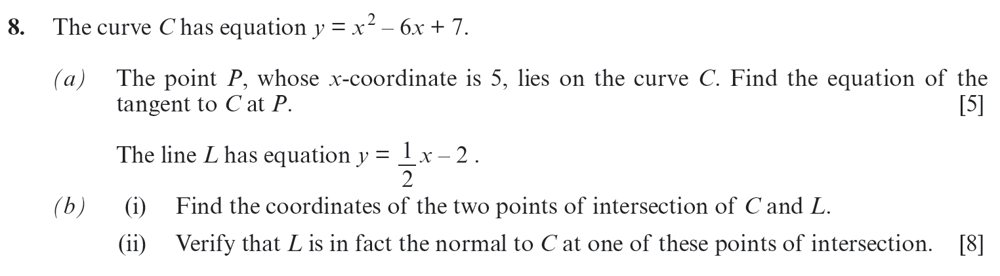 8. The curve C has equation y = x² – 6x + 7.
(a) The point P, whose x-coordinate is 5, lies on the curve C. Find the equation of the
tangent to C at P. [5]
The line L has equation y = 1/2 x – 2 .
(b) (i) Find the coordinates of the two points of intersection of C and L.
(ii) Verify that L is in fact the normal to C at one of these points of intersection. [8]